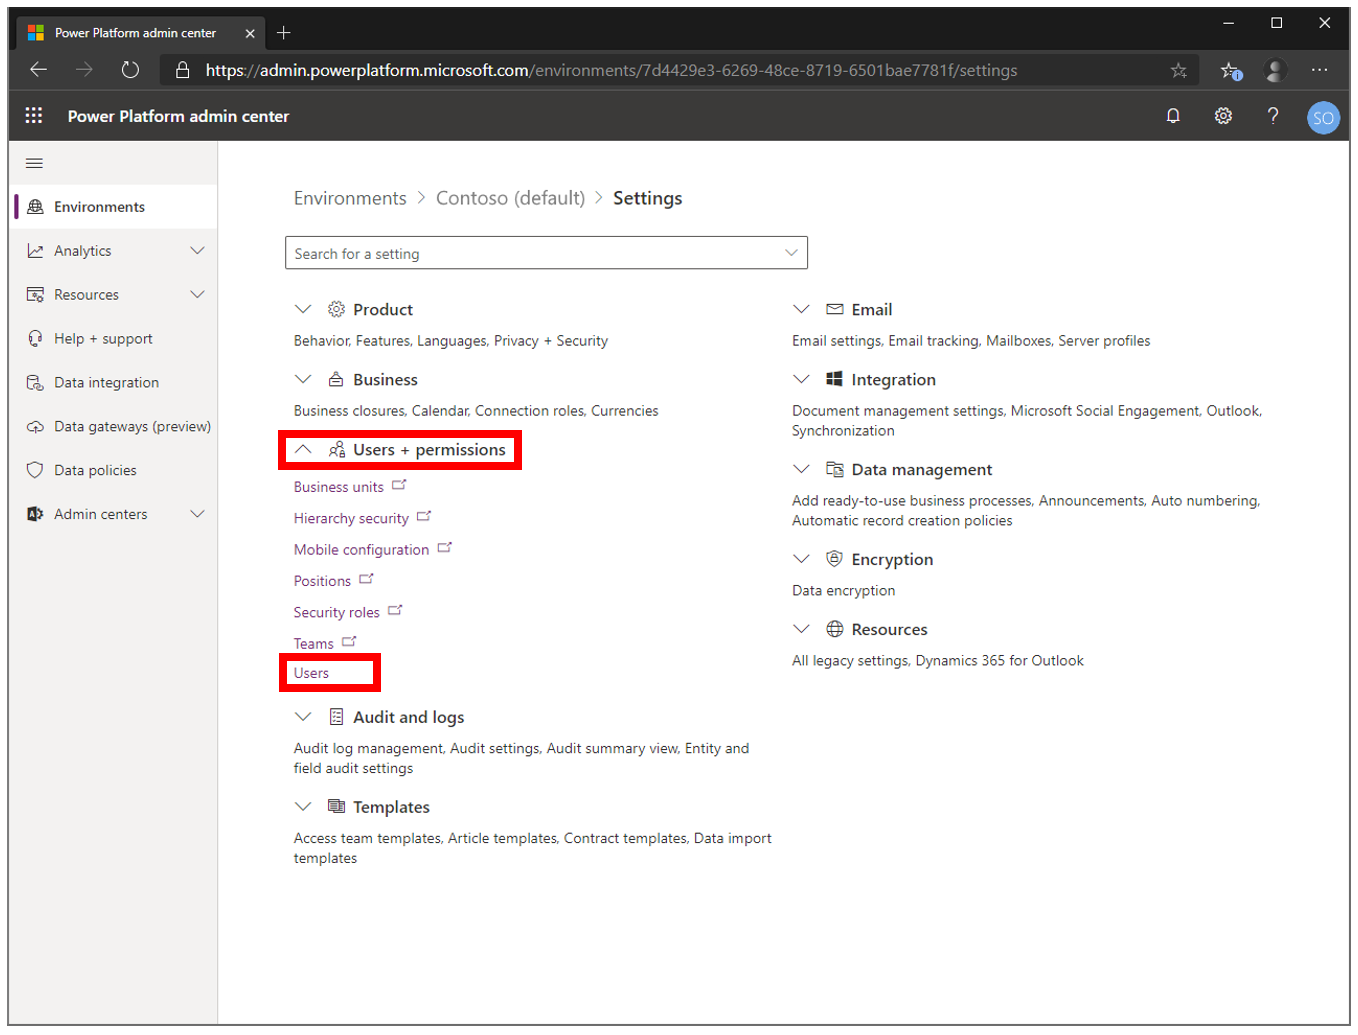 Power Platform admin center
https://admin.powerplatform.microsoft.com/environments/7d4429e3-6269-48ce-8719-6501bae7781f/settings
Power Platform admin center
? SO
Environments
Analytics
Resources
Help + support
Data integration
Data gateways (preview)
Data policies
Admin centers
Environments > Contoso (default) > Settings
Search for a setting
Product
Behavior, Features, Languages, Privacy + Security
Business
Business closures, Calendar, Connection roles, Currencies
Users + permissions
Business units
Hierarchy security
Mobile configuration
Positions
Security roles
Teams
Users
Audit and logs
Audit log management, Audit settings, Audit summary view, Entity and
field audit settings
Templates
Access team templates, Article templates, Contract templates, Data import
templates
Email
Email settings, Email tracking, Mailboxes, Server profiles
Integration
Document management settings, Microsoft Social Engagement, Outlook,
Synchronization
Data management
Add ready-to-use business processes, Announcements, Auto numbering,
Automatic record creation policies
Encryption
Data encryption
Resources
All legacy settings, Dynamics 365 for Outlook